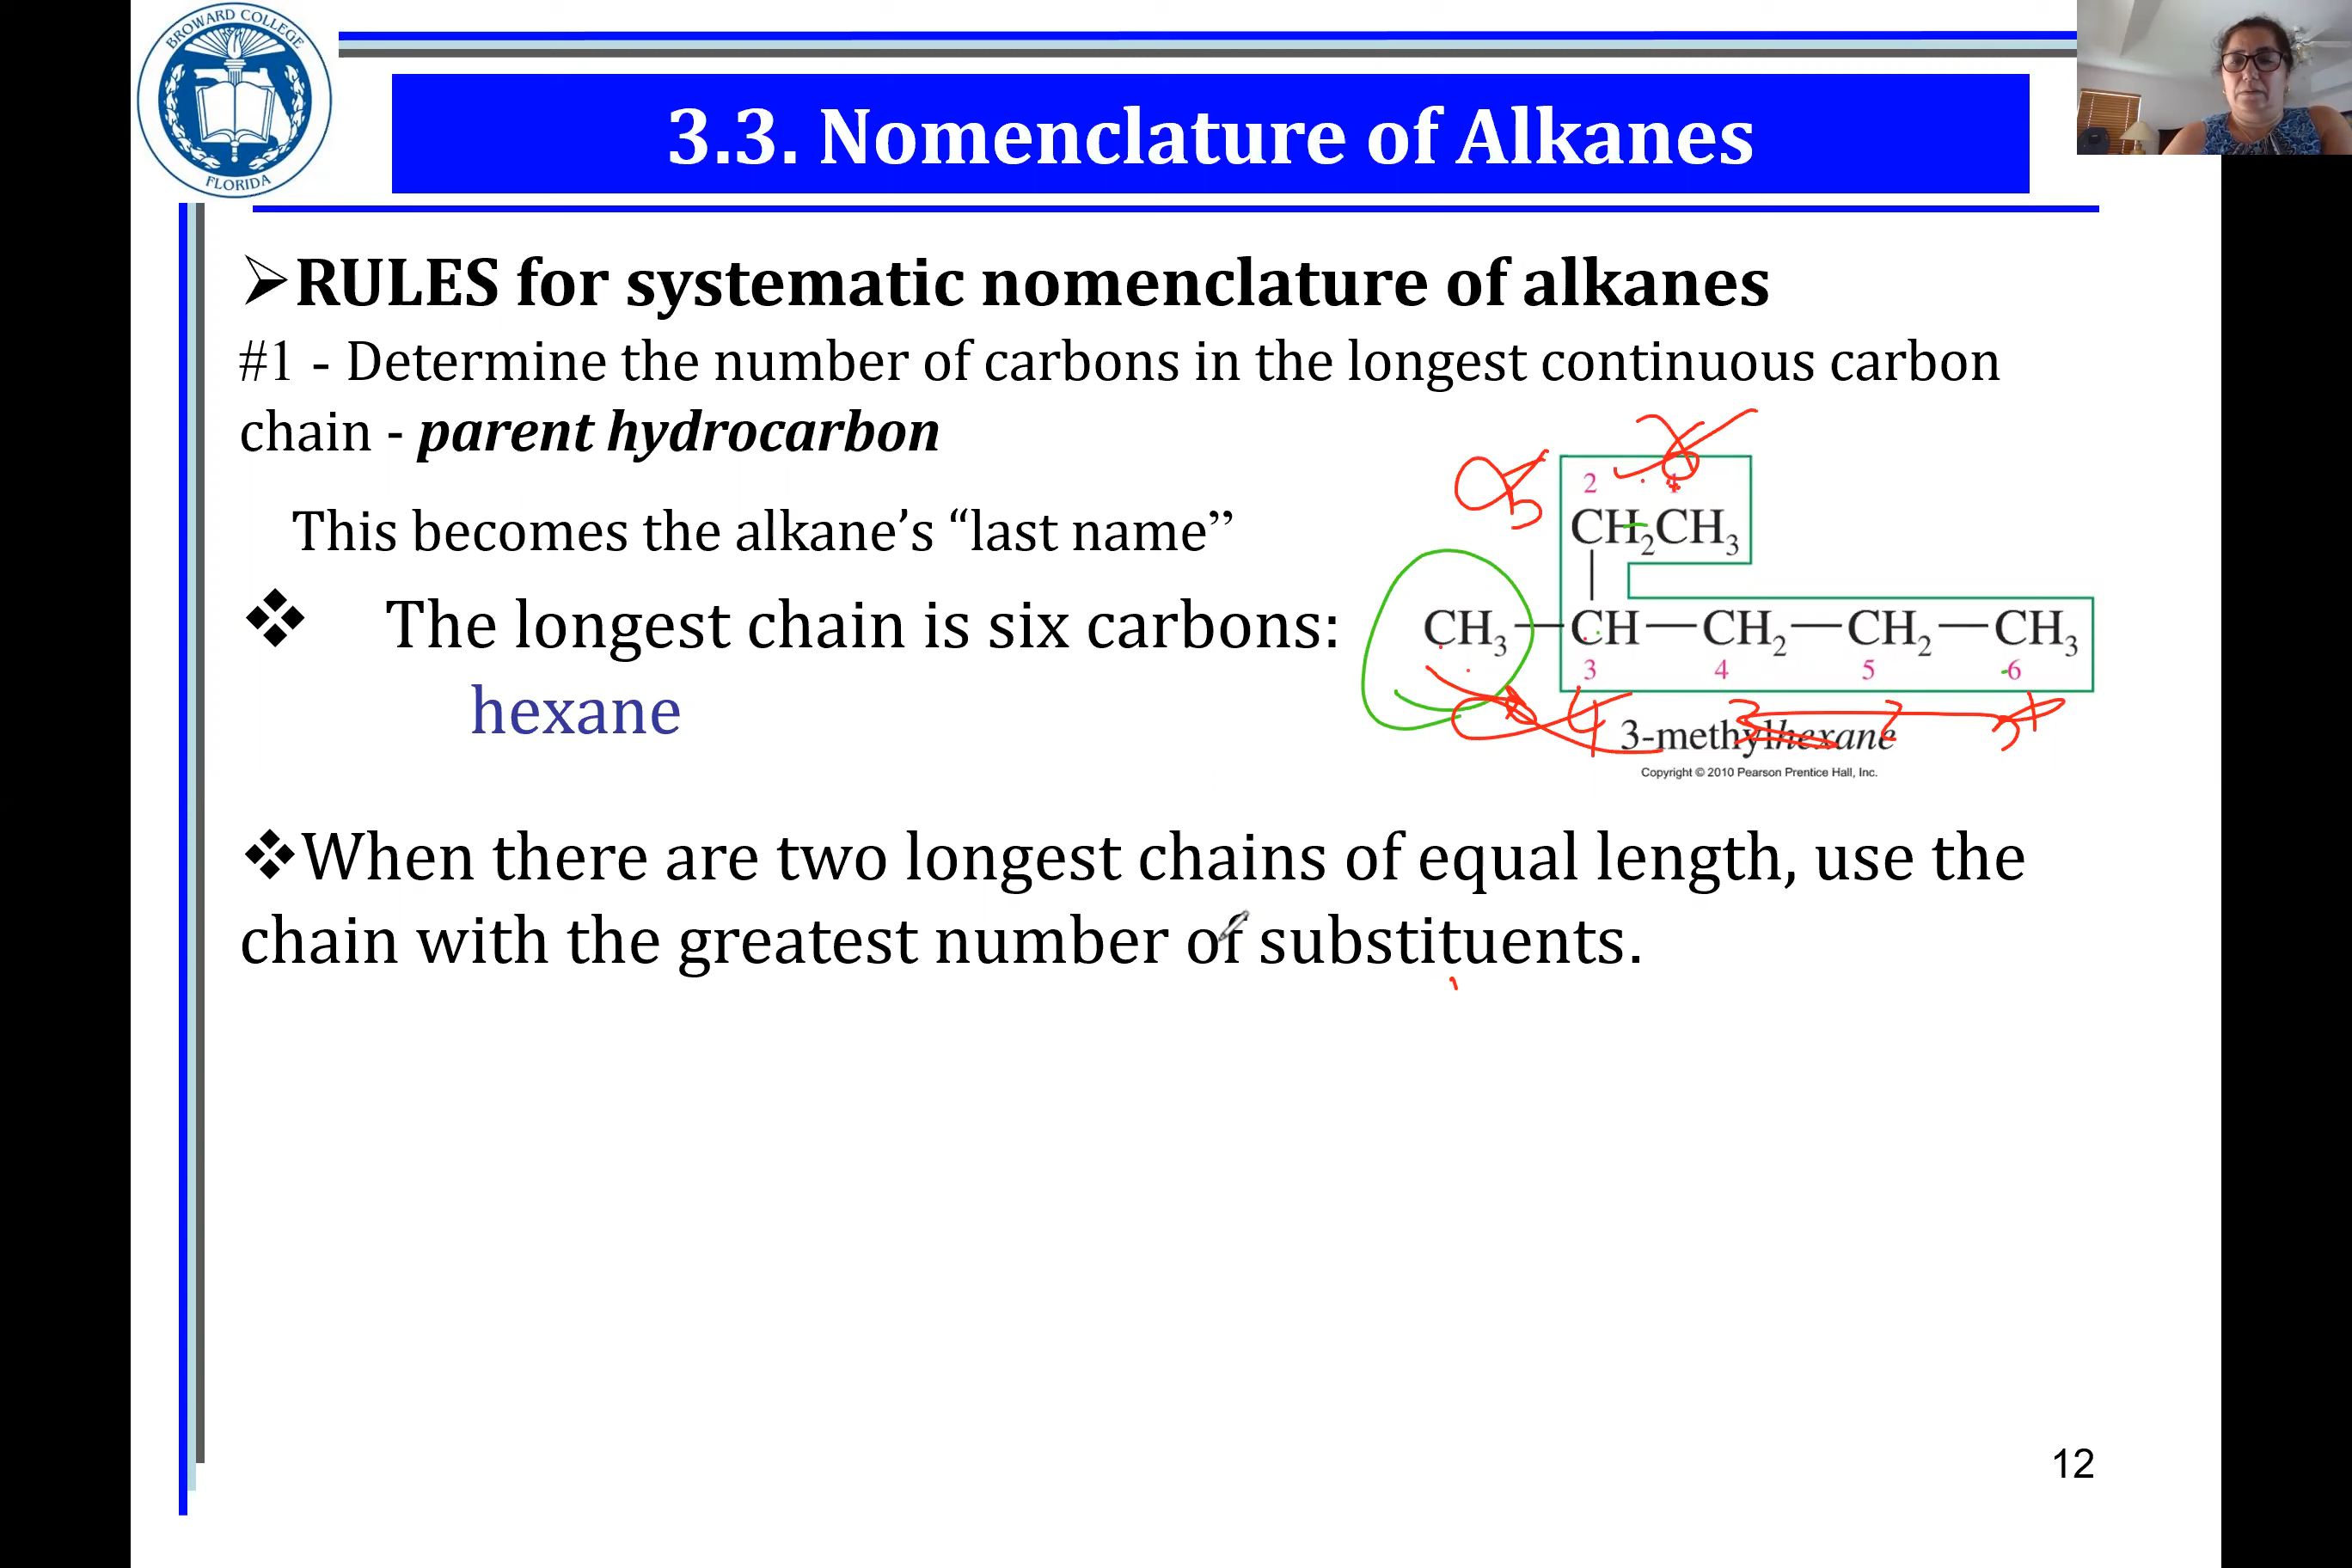 BROWARD COLLEGE
FLORIDA
3.3. Nomenclature of Alkanes
➢RULES for systematic nomenclature of alkanes
#1 - Determine the number of carbons in the longest continuous carbon
chain - parent hydrocarbon
This becomes the alkane’s “last name”
❖ The longest chain is six carbons:
hexane
2
CH₂CH₃
CH₃—CH—CH₂—CH₂—CH₃
3 4 5 6
4 3 2
3-methylhexane
Copyright © 2010 Pearson Prentice Hall, Inc.
❖When there are two longest chains of equal length, use the
chain with the greatest number of substituents.
12